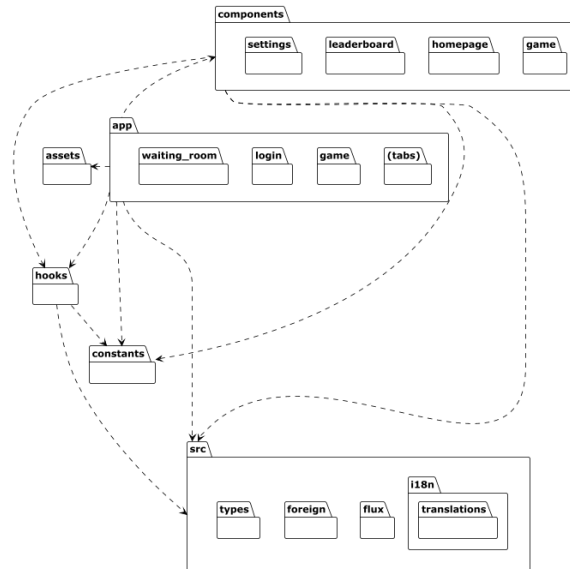 components
settings
leaderboard
homepage
game
app
assets
waiting_room
login
game
(tabs)
hooks
constants
src
types
foreign
flux
i18n
translations